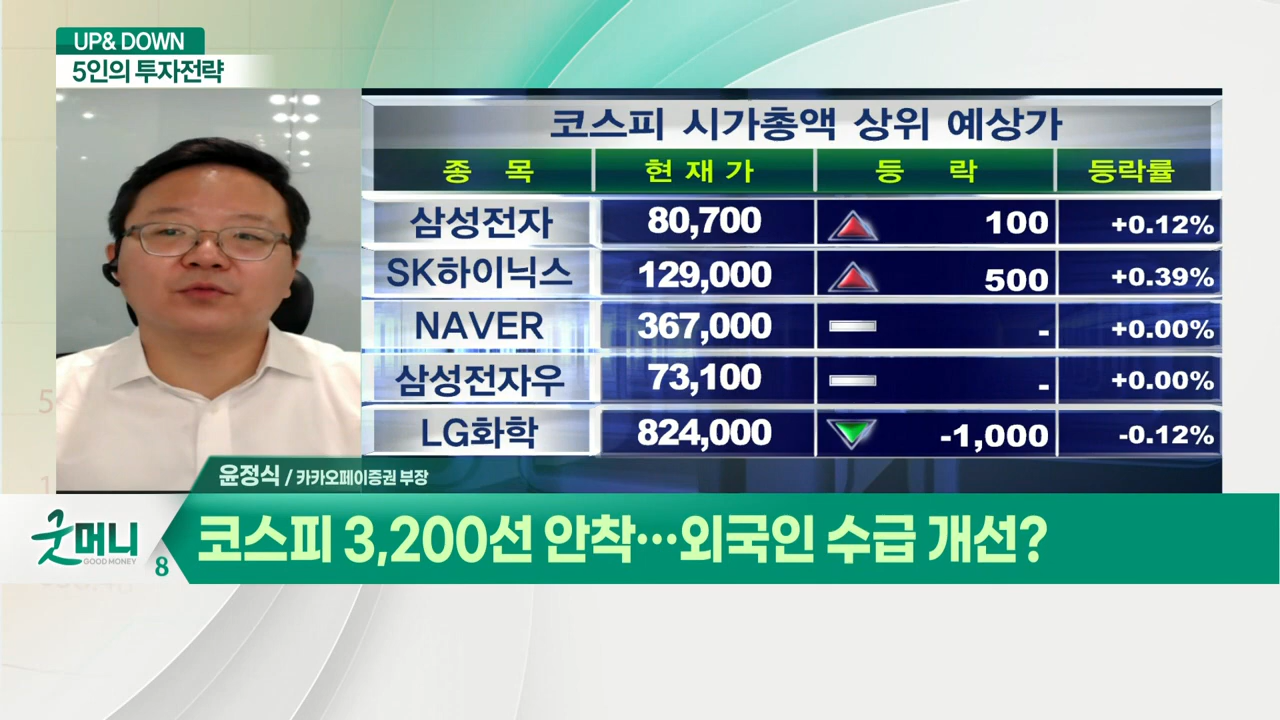 UP& DOWN
5인의 투자전략
코스피 시가총액 상위 예상가
종 목 현 재 가 등 락 등락률
삼성전자 80,700 100 +0.12%
SK하이닉스 129,000 500 +0.39%
NAVER 367,000 - +0.00%
삼성전자우 73,100 - +0.00%
LG화학 824,000 -1,000 -0.12%
윤정식 / 카카오페이증권 부장
굿머니
GOOD MONEY
8
코스피 3,200선 안착…외국인 수급 개선?